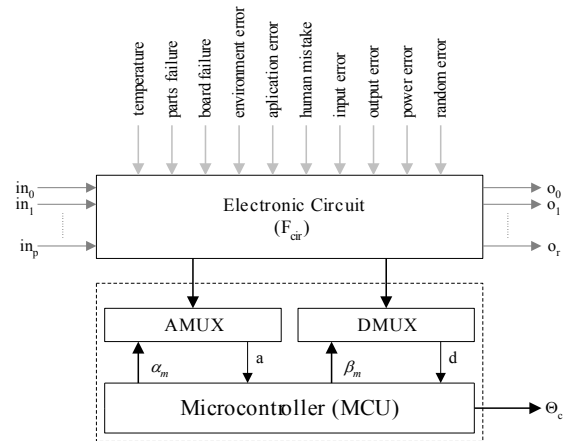 temperature
parts failure
board failure
environment error
aplication error
human mistake
input error
output error
power error
random error
in0
in1
inp
Electronic Circuit
(Fcir)
o0
o1
or
AMUX
DMUX
αm
a
βm
d
Microcontroller (MCU)
Θc